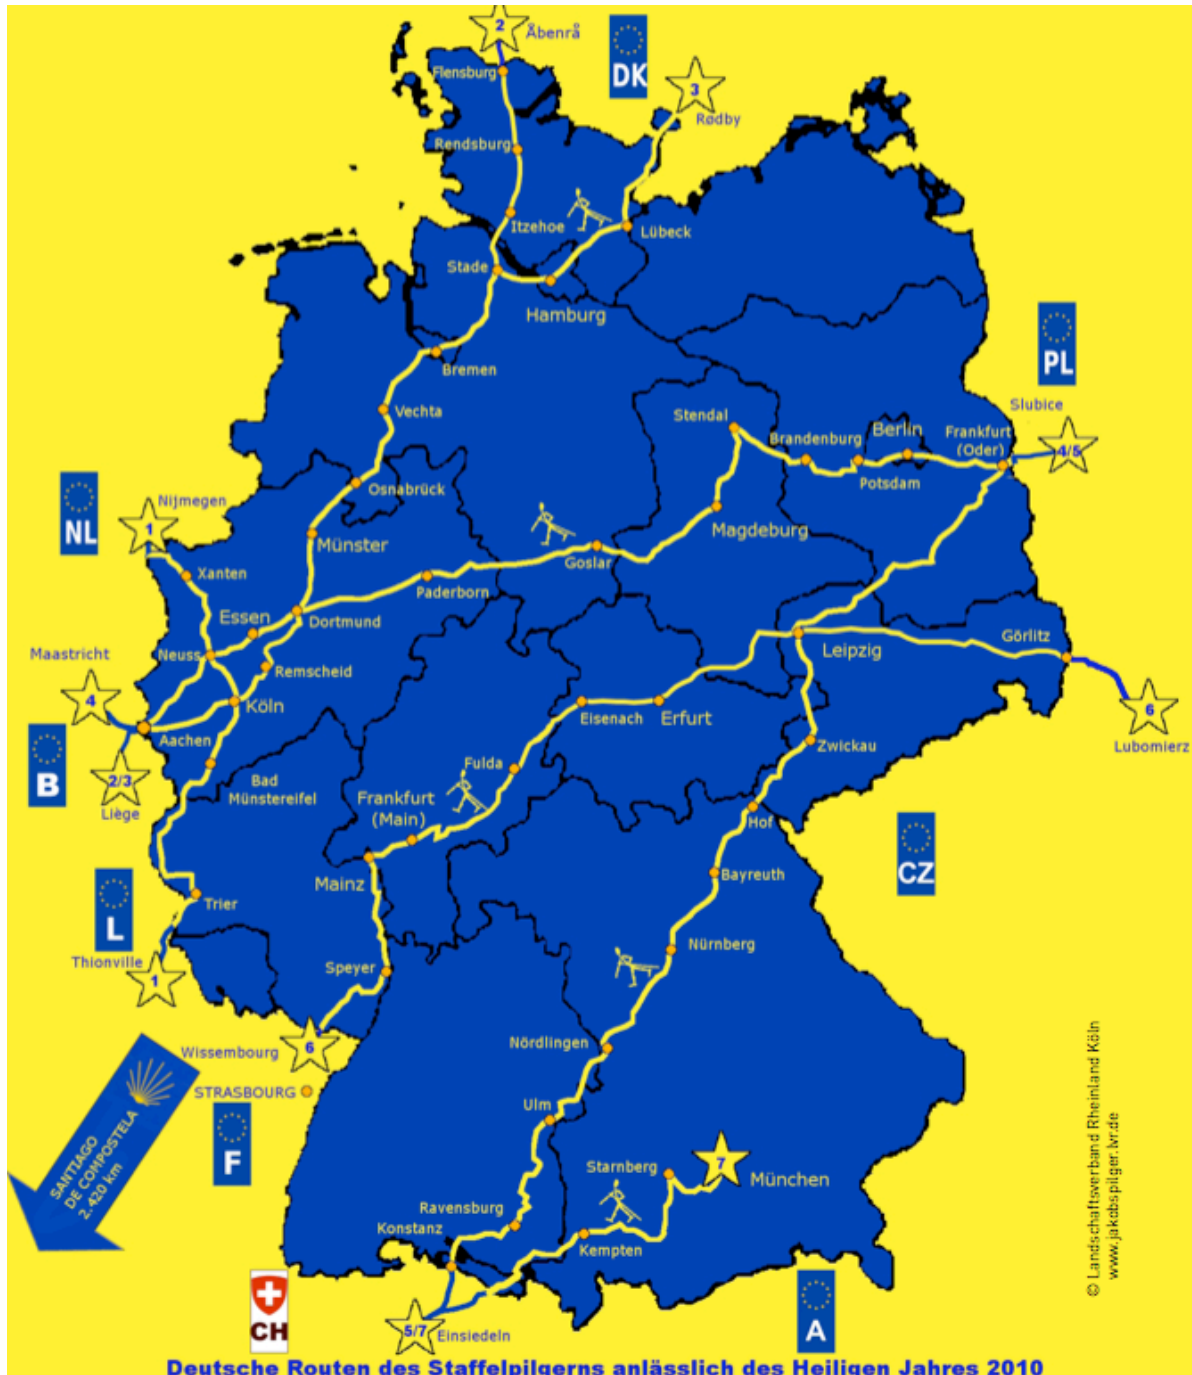 2
Åbenrå
DK
Flensburg
3
Rødby
Rendsburg
Itzehoe
Lübeck
Stade
Hamburg
PL
Bremen
Slubice
Vechta
Stendal
Brandenburg
Berlin
Frankfurt
(Oder)
4/5
Osnabrück
Potsdam
NL
Nijmegen
1
Münster
Magdeburg
Xanten
Goslar
Paderborn
Essen
Dortmund
Maastricht
Neuss
Leipzig
Görlitz
Remscheid
4
Köln
Eisenach
Erfurt
6
Lubomierz
Aachen
Zwickau
B
2/3
Liège
Bad
Münstereifel
Fulda
Frankfurt
(Main)
Hof
CZ
Mainz
Bayreuth
L
Trier
Thionville
1
Nürnberg
Speyer
Wissembourg
6
Nördlingen
STRASBOURG
Ulm
F
SANTIAGO
DE COMPOSTELA
2.420 km
Starnberg
7
München
Ravensburg
Konstanz
Kempten
CH
5/7
Einsiedeln
A
© Landschaftsverband Rheinland Köln
www.jakobspilger.lvr.de
Deutsche Routen des Staffelpilgerns anlässlich des Heiligen Jahres 2010